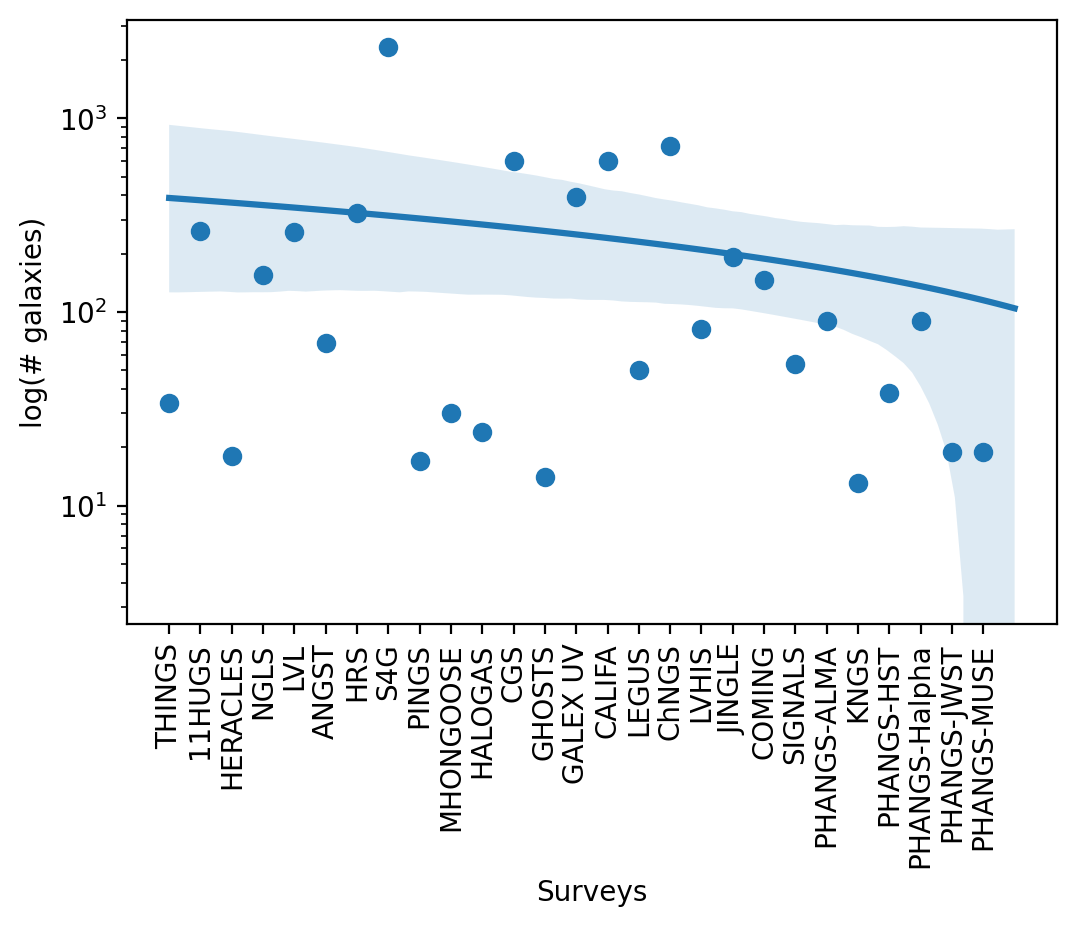 log(# galaxies)
10³
10²
10¹
THINGS
11HUGS
HERACLES
NGLS
LVL
ANGST
HRS
S4G
PINGS
MHONGOOSE
HALOGAS
CGS
GHOSTS
GALEX UV
CALIFA
LEGUS
ChNGS
LVHIS
JINGLE
COMING
SIGNALS
PHANGS-ALMA
KNGS
PHANGS-HST
PHANGS-Halpha
PHANGS-JWST
PHANGS-MUSE
Surveys